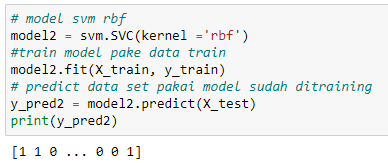 # model svm rbf
model2 = svm.SVC(kernel ='rbf')
#train model pake data train
model2.fit(X_train, y_train)
# predict data set pakai model sudah ditraining
y_pred2 = model2.predict(X_test)
print(y_pred2)
[1 1 0 ... 0 0 1]